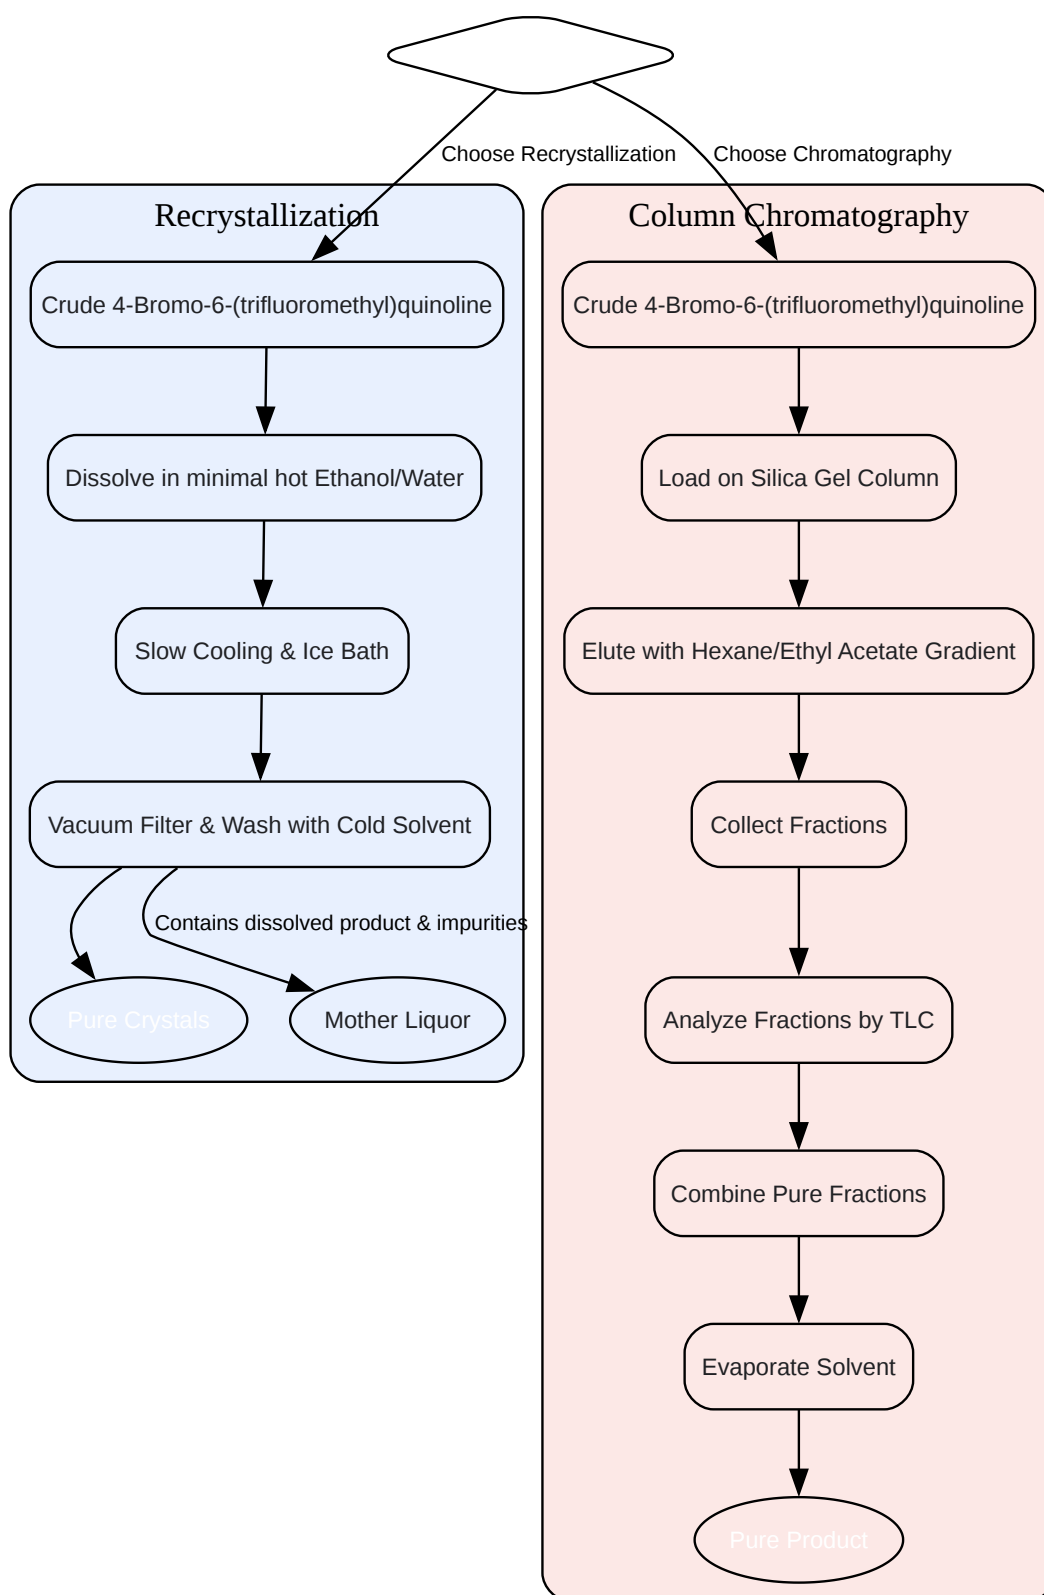 Choose Recrystallization
Choose Chromatography
Recrystallization
Crude 4-Bromo-6-(trifluoromethyl)quinoline
Dissolve in minimal hot Ethanol/Water
Slow Cooling & Ice Bath
Vacuum Filter & Wash with Cold Solvent
Contains dissolved product & impurities
Pure Crystals
Mother Liquor
Column Chromatography
Crude 4-Bromo-6-(trifluoromethyl)quinoline
Load on Silica Gel Column
Elute with Hexane/Ethyl Acetate Gradient
Collect Fractions
Analyze Fractions by TLC
Combine Pure Fractions
Evaporate Solvent
Pure Product